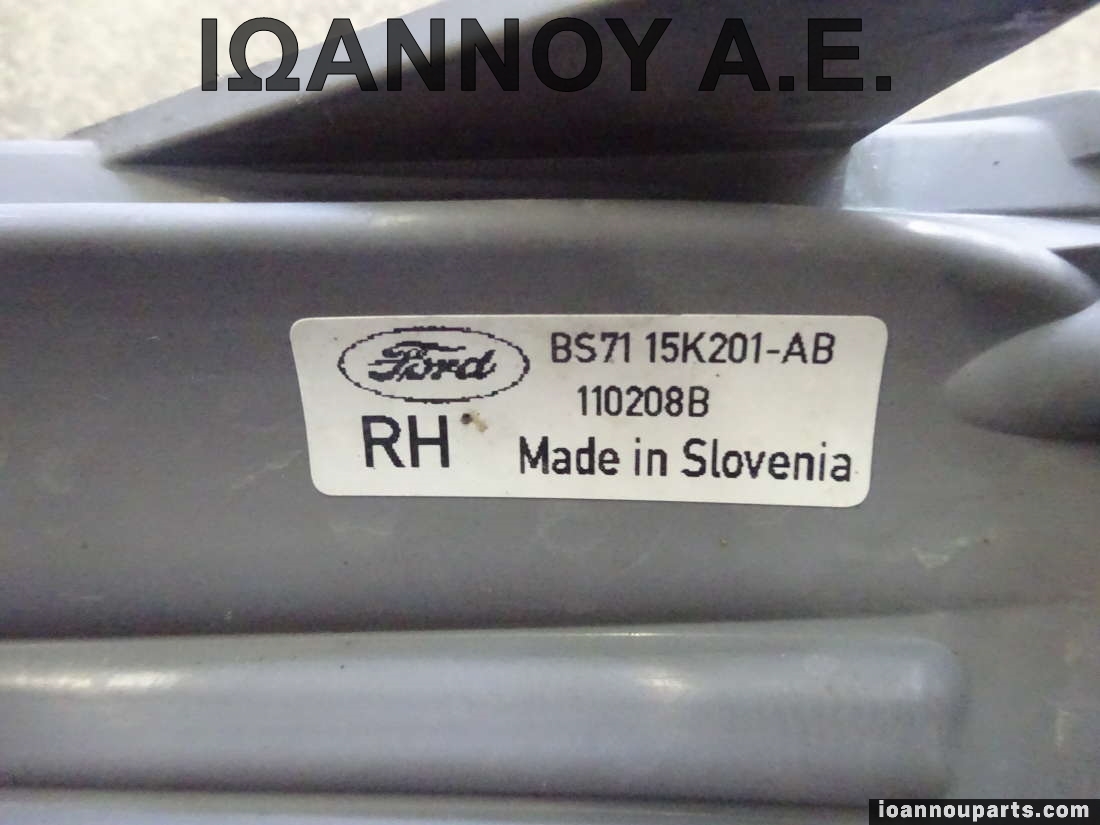 ΙΩΑΝΝΟΥ Α.Ε.
Ford
BS71 15K201-AB
110208B
RH
Made in Slovenia
ioannouparts.com